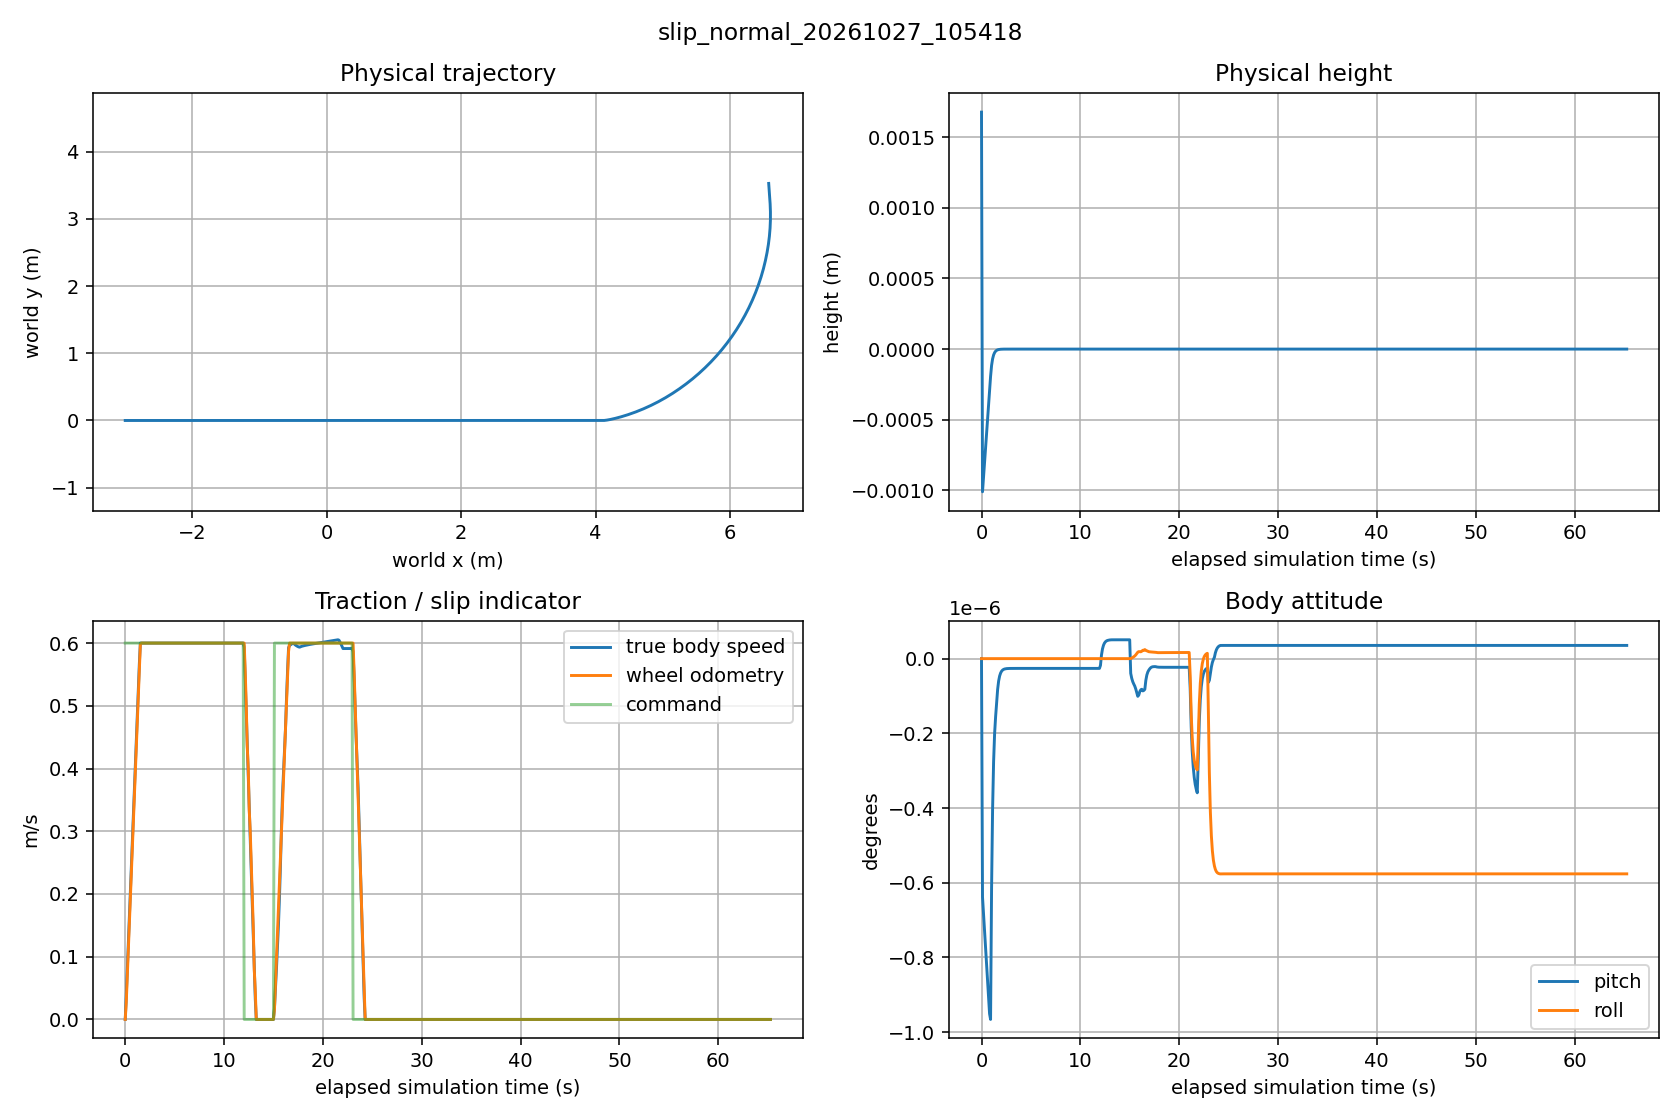 slip_normal_20261027_105418
Physical trajectory
4
3
2
1
0
−1
world y (m)
−2 0 2 4 6
world x (m)
Physical height
0.0015
0.0010
0.0005
0.0000
−0.0005
−0.0010
height (m)
0 10 20 30 40 50 60
elapsed simulation time (s)
Traction / slip indicator
0.6
0.5
0.4
0.3
0.2
0.1
0.0
m/s
true body speed
wheel odometry
command
0 10 20 30 40 50 60
elapsed simulation time (s)
Body attitude
1e−6
0.0
−0.2
−0.4
−0.6
−0.8
−1.0
degrees
pitch
roll
0 10 20 30 40 50 60
elapsed simulation time (s)